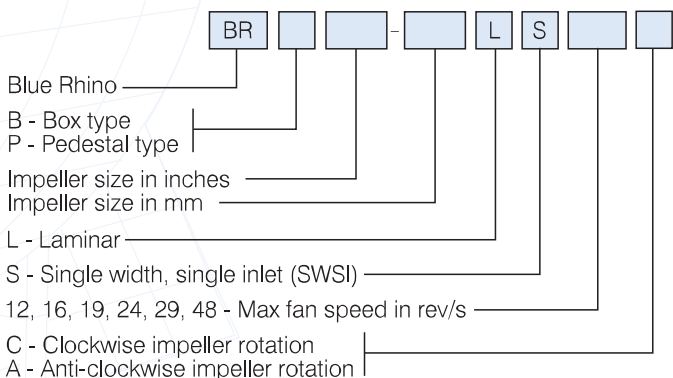 BR - L S
Blue Rhino
B - Box type
P - Pedestal type
Impeller size in inches
Impeller size in mm
L - Laminar
S - Single width, single inlet (SWSI)
12, 16, 19, 24, 29, 48 - Max fan speed in rev/s
C - Clockwise impeller rotation
A - Anti-clockwise impeller rotation